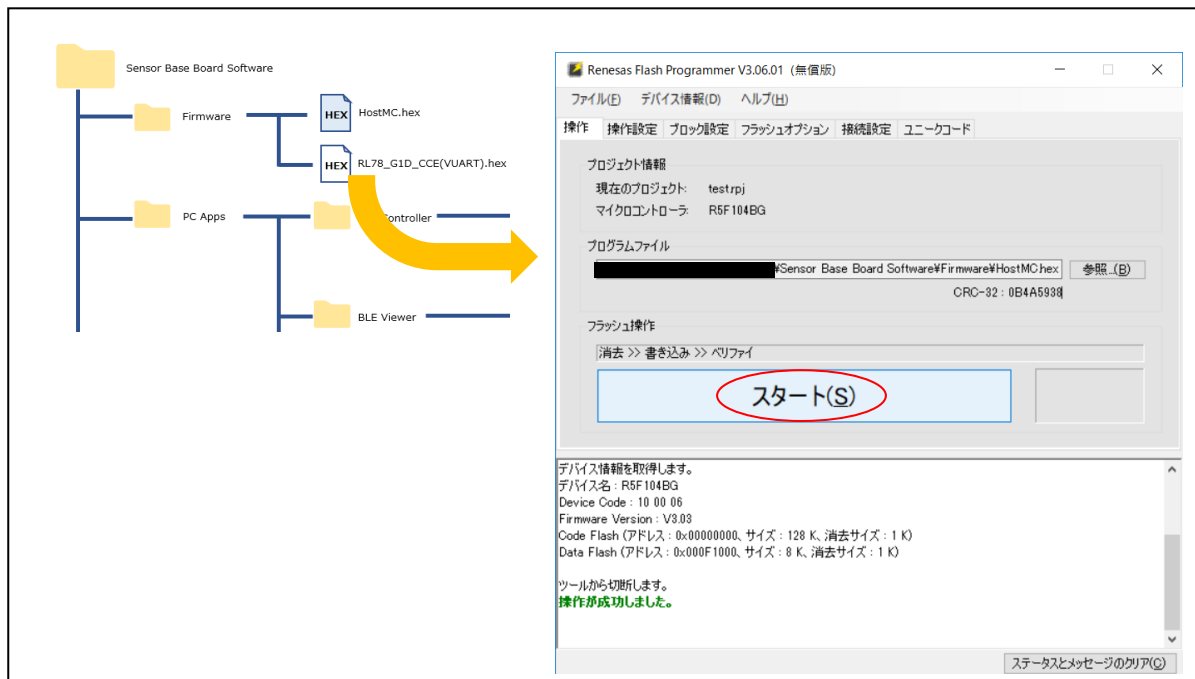 Sensor Base Board Software
Firmware
HEX
HostMC.hex
HEX
RL78_G1D_CCE(VUART).hex
PC Apps
ontroller
BLE Viewer
Renesas Flash Programmer V3.06.01 (無償版)
ファイル(F) デバイス情報(D) ヘルプ(H)
操作 操作設定 ブロック設定 フラッシュオプション 接続設定 ユニークコード
プロジェクト情報
現在のプロジェクト: test.rpj
マイクロコントローラ: R5F104BG
プログラムファイル
¥Sensor Base Board Software¥Firmware¥HostMC.hex 参照...(B)
CRC-32 : 0B4A5938
フラッシュ操作
消去 >> 書き込み >> ベリファイ
スタート(S)
デバイス情報を取得します。
デバイス名 : R5F104BG
Device Code : 10 00 06
Firmware Version : V3.03
Code Flash (アドレス : 0x00000000、サイズ : 128 K、消去サイズ : 1 K)
Data Flash (アドレス : 0x000F1000、サイズ : 8 K、消去サイズ : 1 K)
ツールから切断します。
操作が成功しました。
ステータスとメッセージのクリア(C)